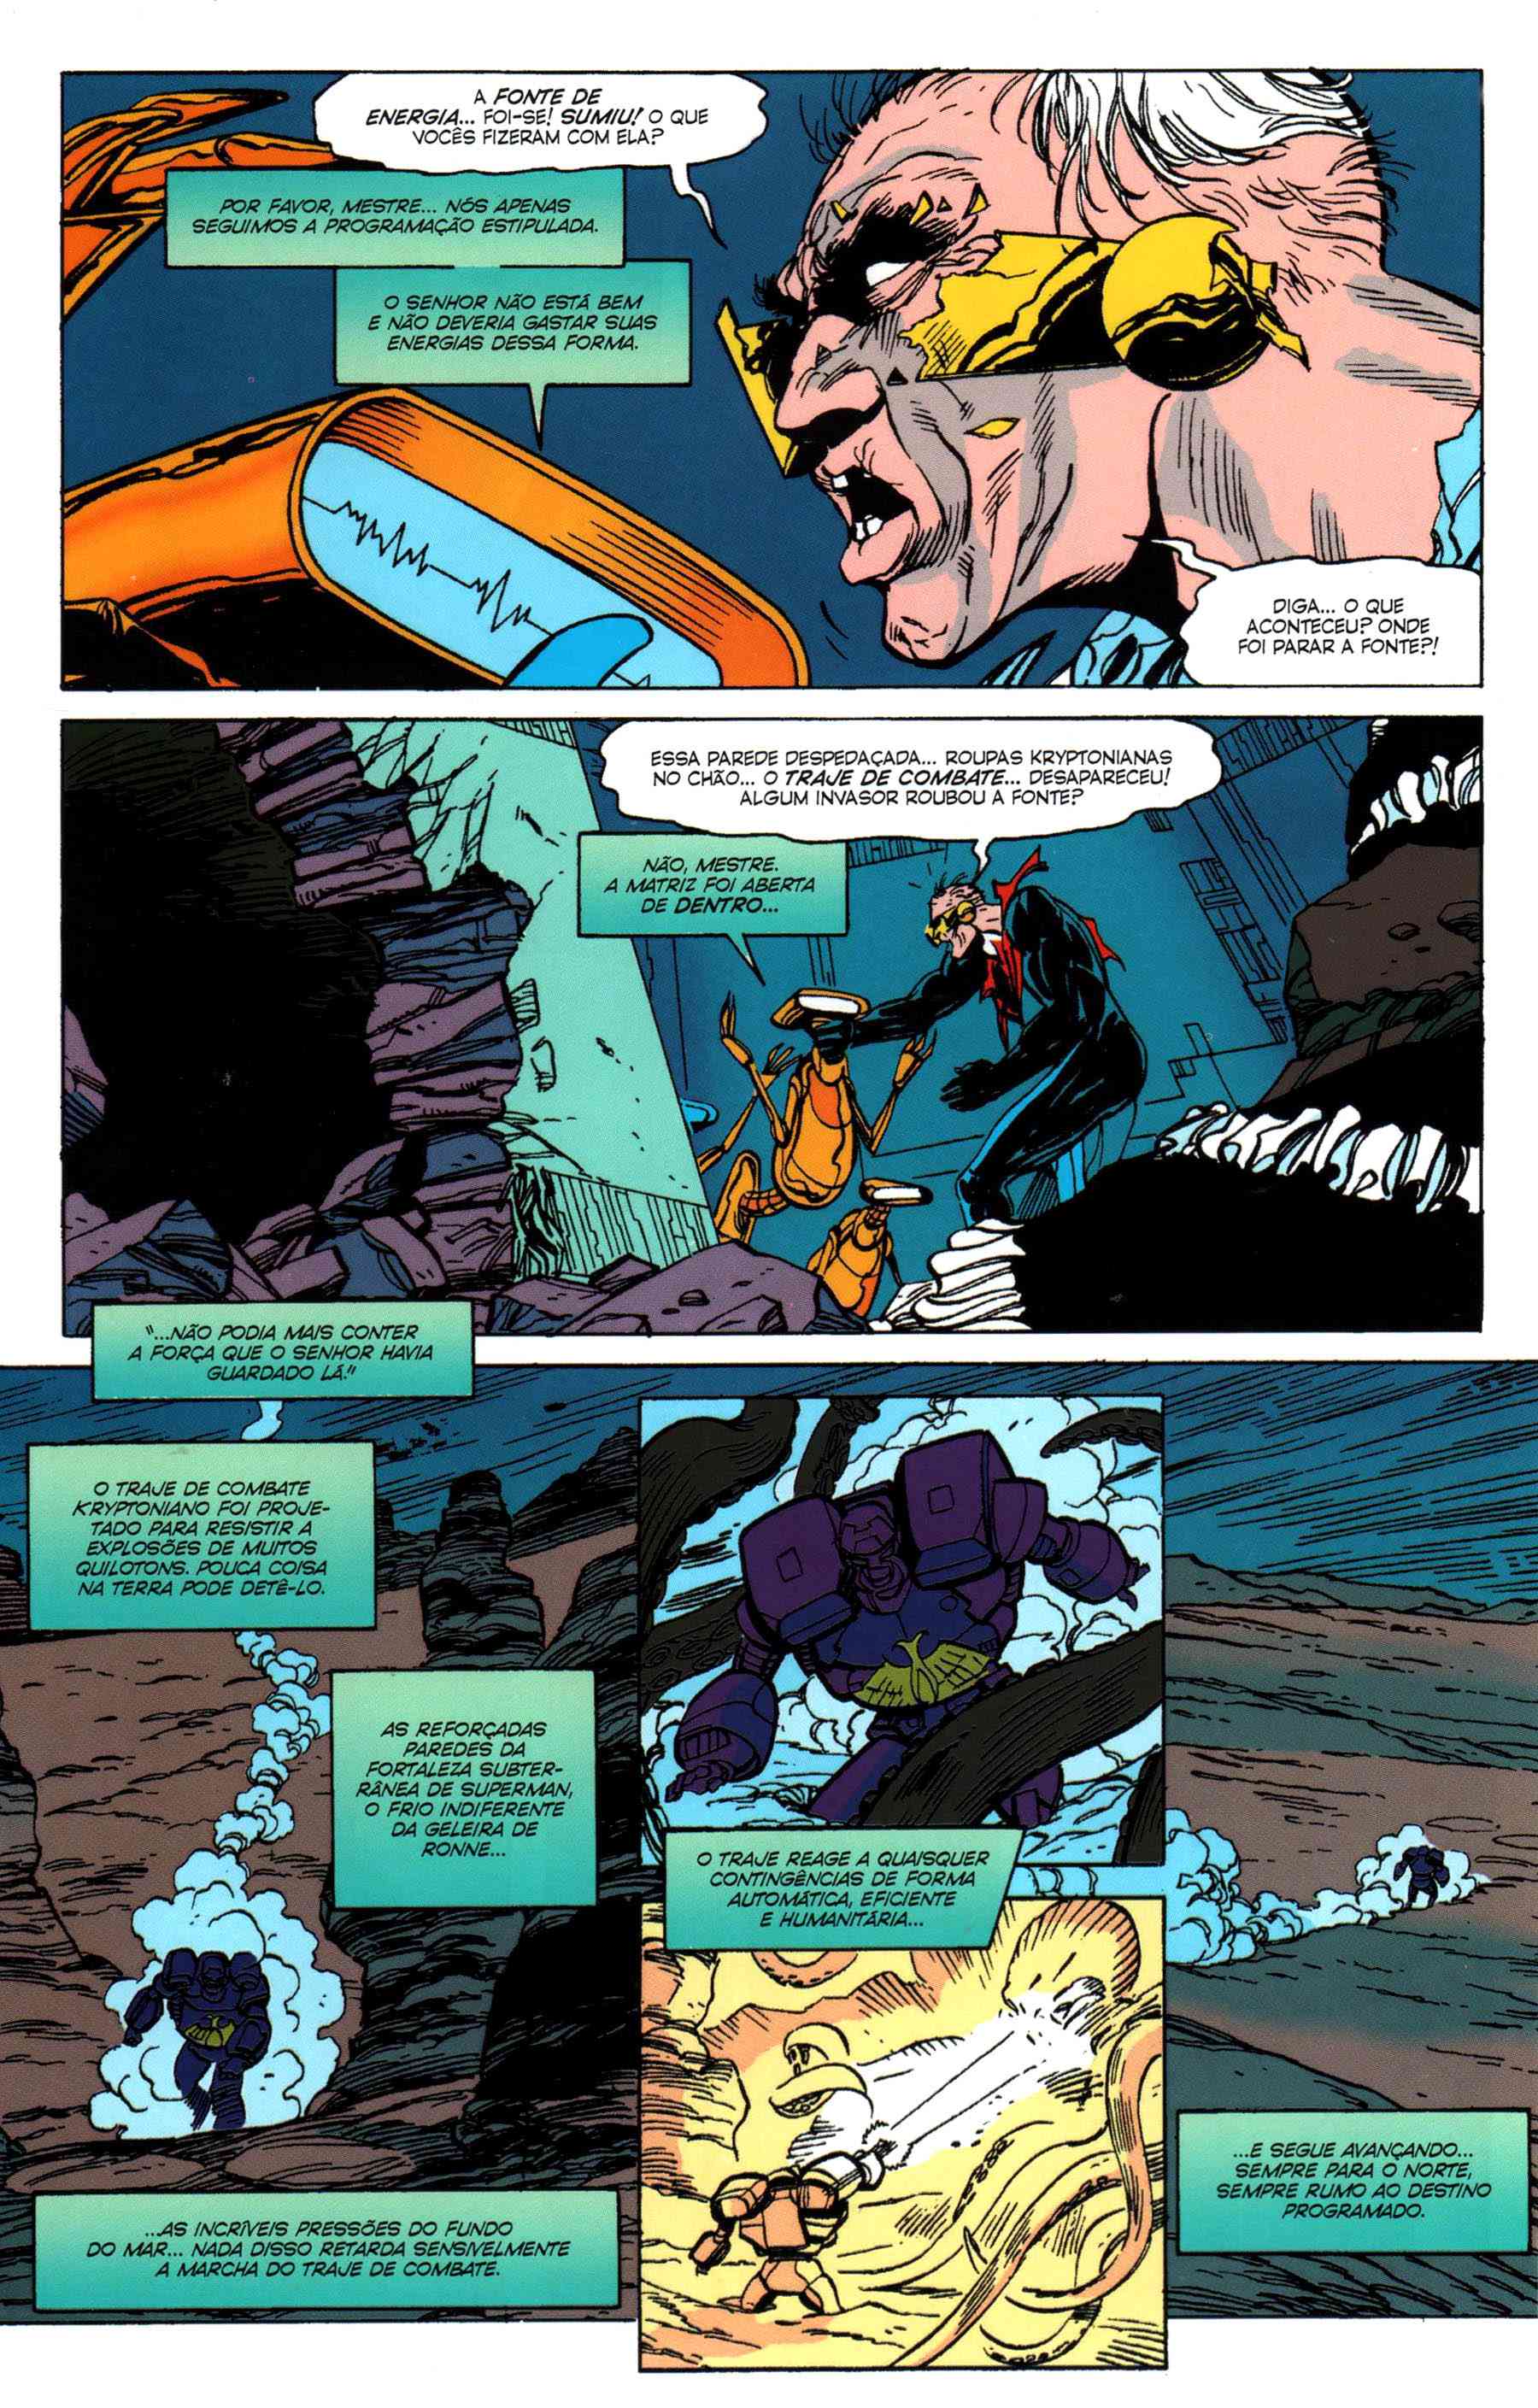 A FONTE DE
ENERGIA... FOI-SE! SUMIU! O QUE
VOCÊS FIZERAM COM ELA?
POR FAVOR, MESTRE... NÓS APENAS
SEGUIMOS A PROGRAMAÇÃO ESTIPULADA.
O SENHOR NÃO ESTÁ BEM
E NÃO DEVERIA GASTAR SUAS
ENERGIAS DESSA FORMA.
DIGA... O QUE
ACONTECEU? ONDE
FOI PARAR A FONTE?!
ESSA PAREDE DESPEDAÇADA... ROUPAS KRYPTONIANAS
NO CHÃO... O TRAJE DE COMBATE... DESAPARECEU!
ALGUM INVASOR ROUBOU A FONTE?
NÃO, MESTRE.
A MATRIZ FOI ABERTA
DE DENTRO...
"...NÃO PODIA MAIS CONTER
A FORÇA QUE O SENHOR HAVIA
GUARDADO LÁ."
O TRAJE DE COMBATE
KRYPTONIANO FOI PROJE-
TADO PARA RESISTIR A
EXPLOSÕES DE MUITOS
QUILOTONS. POUCA COISA
NA TERRA PODE DETÊ-LO.
AS REFORÇADAS
PAREDES DA
FORTALEZA SUBTER-
RÂNEA DE SUPERMAN,
O FRIO INDIFERENTE
DA GELEIRA DE
RONNE...
...AS INCRÍVEIS PRESSÕES DO FUNDO
DO MAR... NADA DISSO RETARDA SENSIVELMENTE
A MARCHA DO TRAJE DE COMBATE.
O TRAJE REAGE A QUAISQUER
CONTINGÊNCIAS DE FORMA
AUTOMÁTICA, EFICIENTE
E HUMANITÁRIA...
...E SEGUE AVANÇANDO...
SEMPRE PARA O NORTE,
SEMPRE RUMO AO DESTINO
PROGRAMADO.